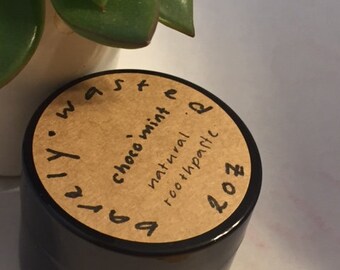 barely.wasted
choco'mint
natural
toothpaste
2oz